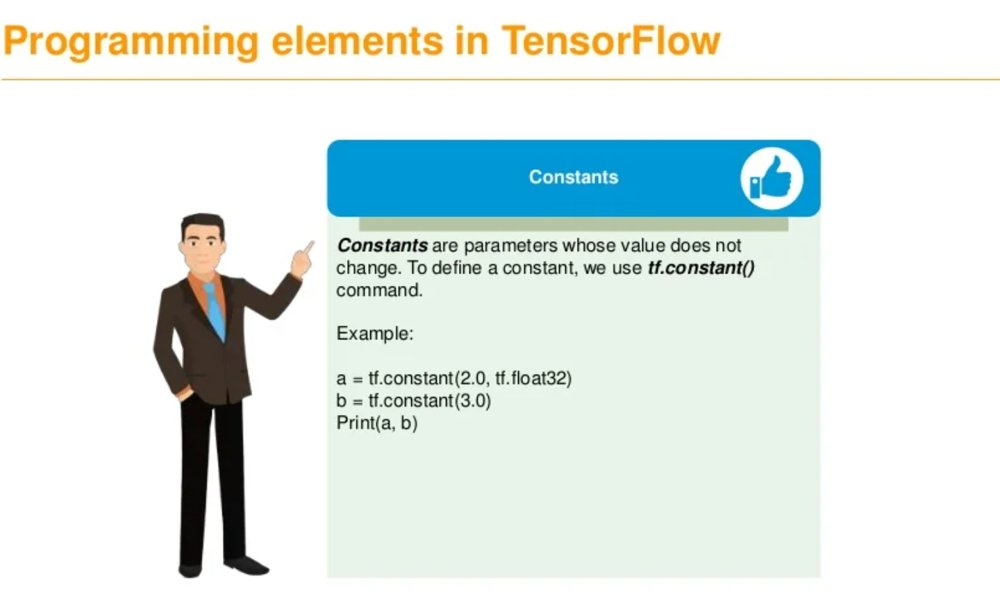 Programming elements in TensorFlow
Constants
Constants are parameters whose value does not
change. To define a constant, we use tf.constant()
command.
Example:
a = tf.constant(2.0, tf.float32)
b = tf.constant(3.0)
Print(a, b)